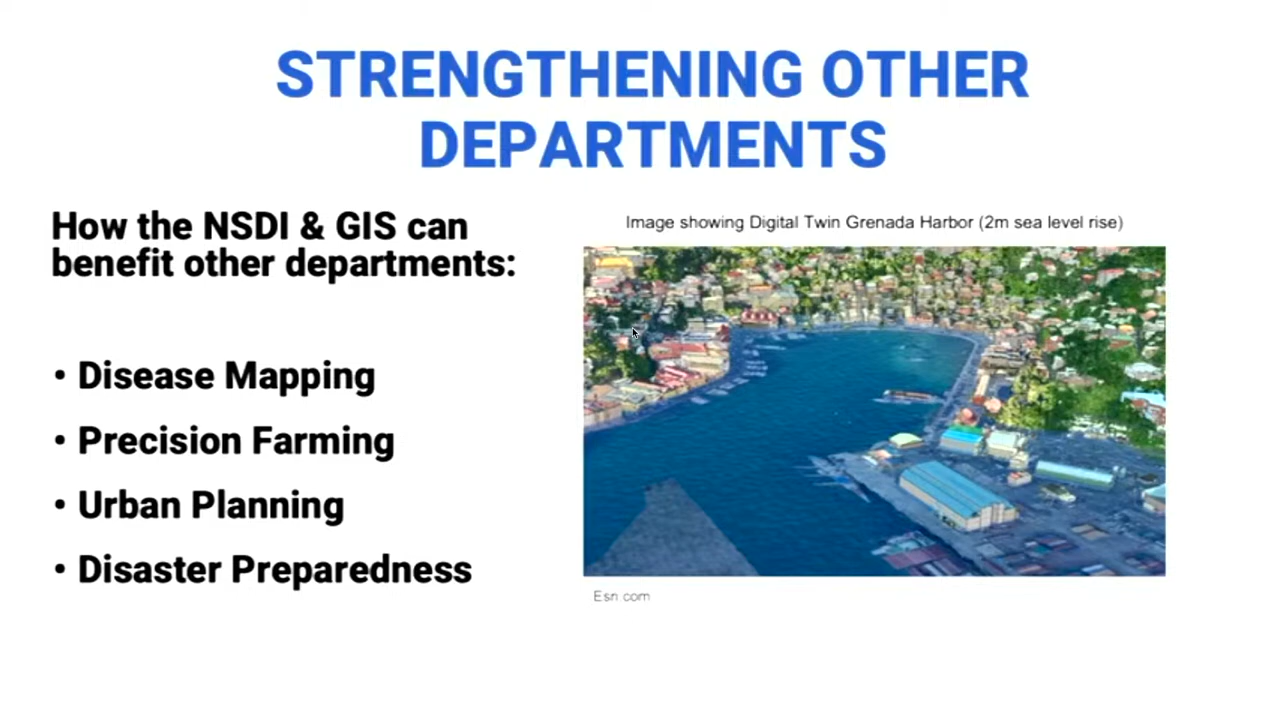 STRENGTHENING OTHER
DEPARTMENTS
How the NSDI & GIS can
benefit other departments:
• Disease Mapping
• Precision Farming
• Urban Planning
• Disaster Preparedness
Image showing Digital Twin Grenada Harbor (2m sea level rise)
Esri.com